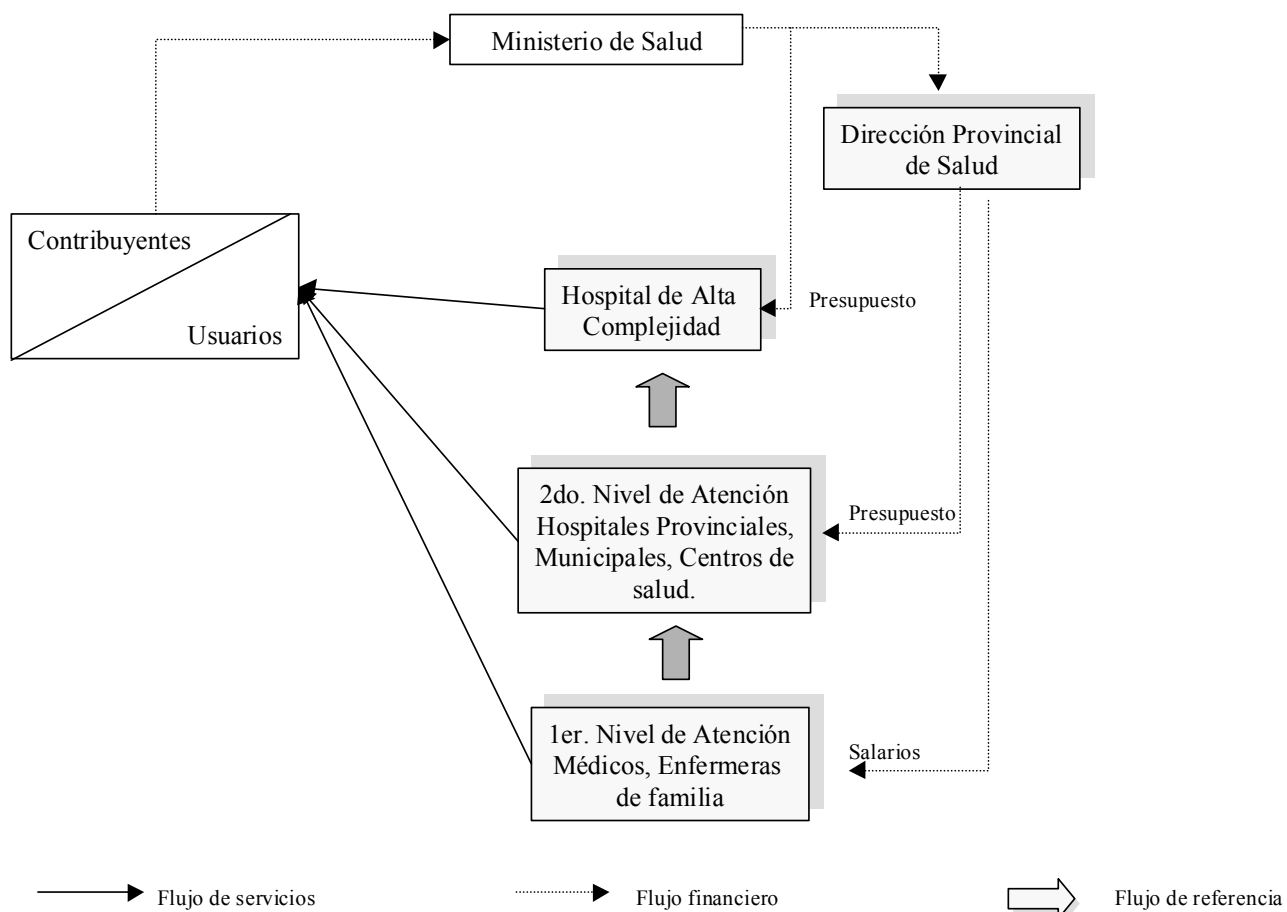 Ministerio de Salud
Dirección Provincial
de Salud
Contribuyentes
Usuarios
Hospital de Alta
Complejidad
Presupuesto
2do. Nivel de Atención
Hospitales Provinciales,
Municipales, Centros de
salud.
Presupuesto
1er. Nivel de Atención
Médicos, Enfermeras
de familia
Salarios
Flujo de servicios
Flujo financiero
Flujo de referencia